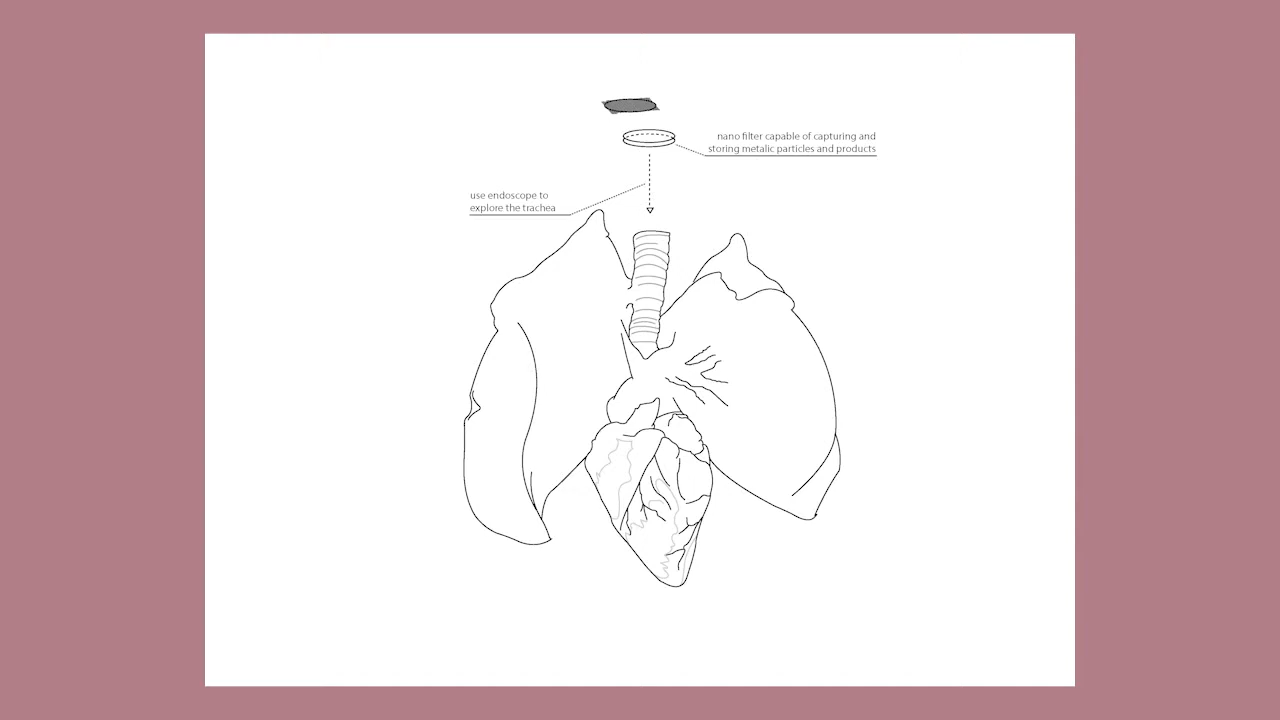 nano filter capable of capturing and
storing metalic particles and products
use endoscope to
explore the trachea